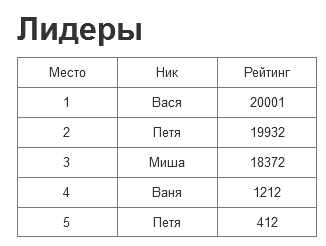 Лидеры
Место Ник Рейтинг
1 Вася 20001
2 Петя 19932
3 Миша 18372
4 Ваня 1212
5 Петя 412